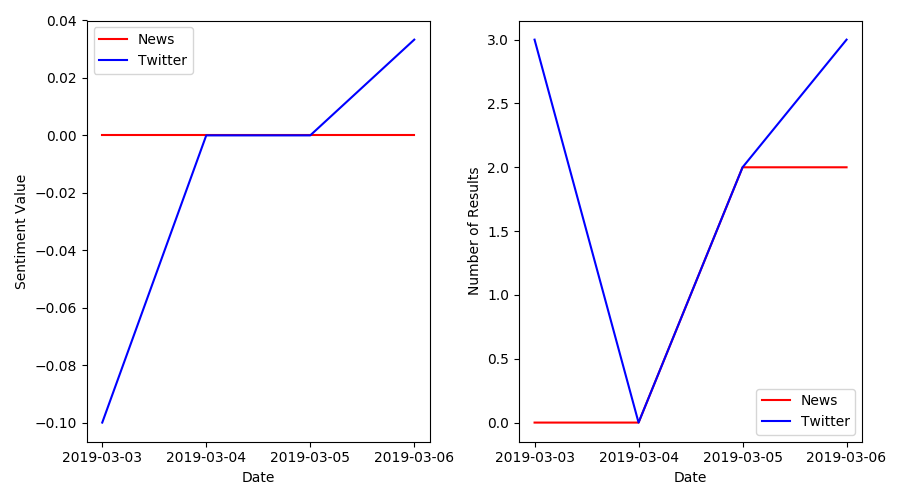 0.04
0.02
0.00
−0.02
−0.04
−0.06
−0.08
−0.10
Sentiment Value
News
Twitter
2019-03-03 2019-03-04 2019-03-05 2019-03-06
Date
3.0
2.5
2.0
1.5
1.0
0.5
0.0
Number of Results
News
Twitter
2019-03-03 2019-03-04 2019-03-05 2019-03-06
Date